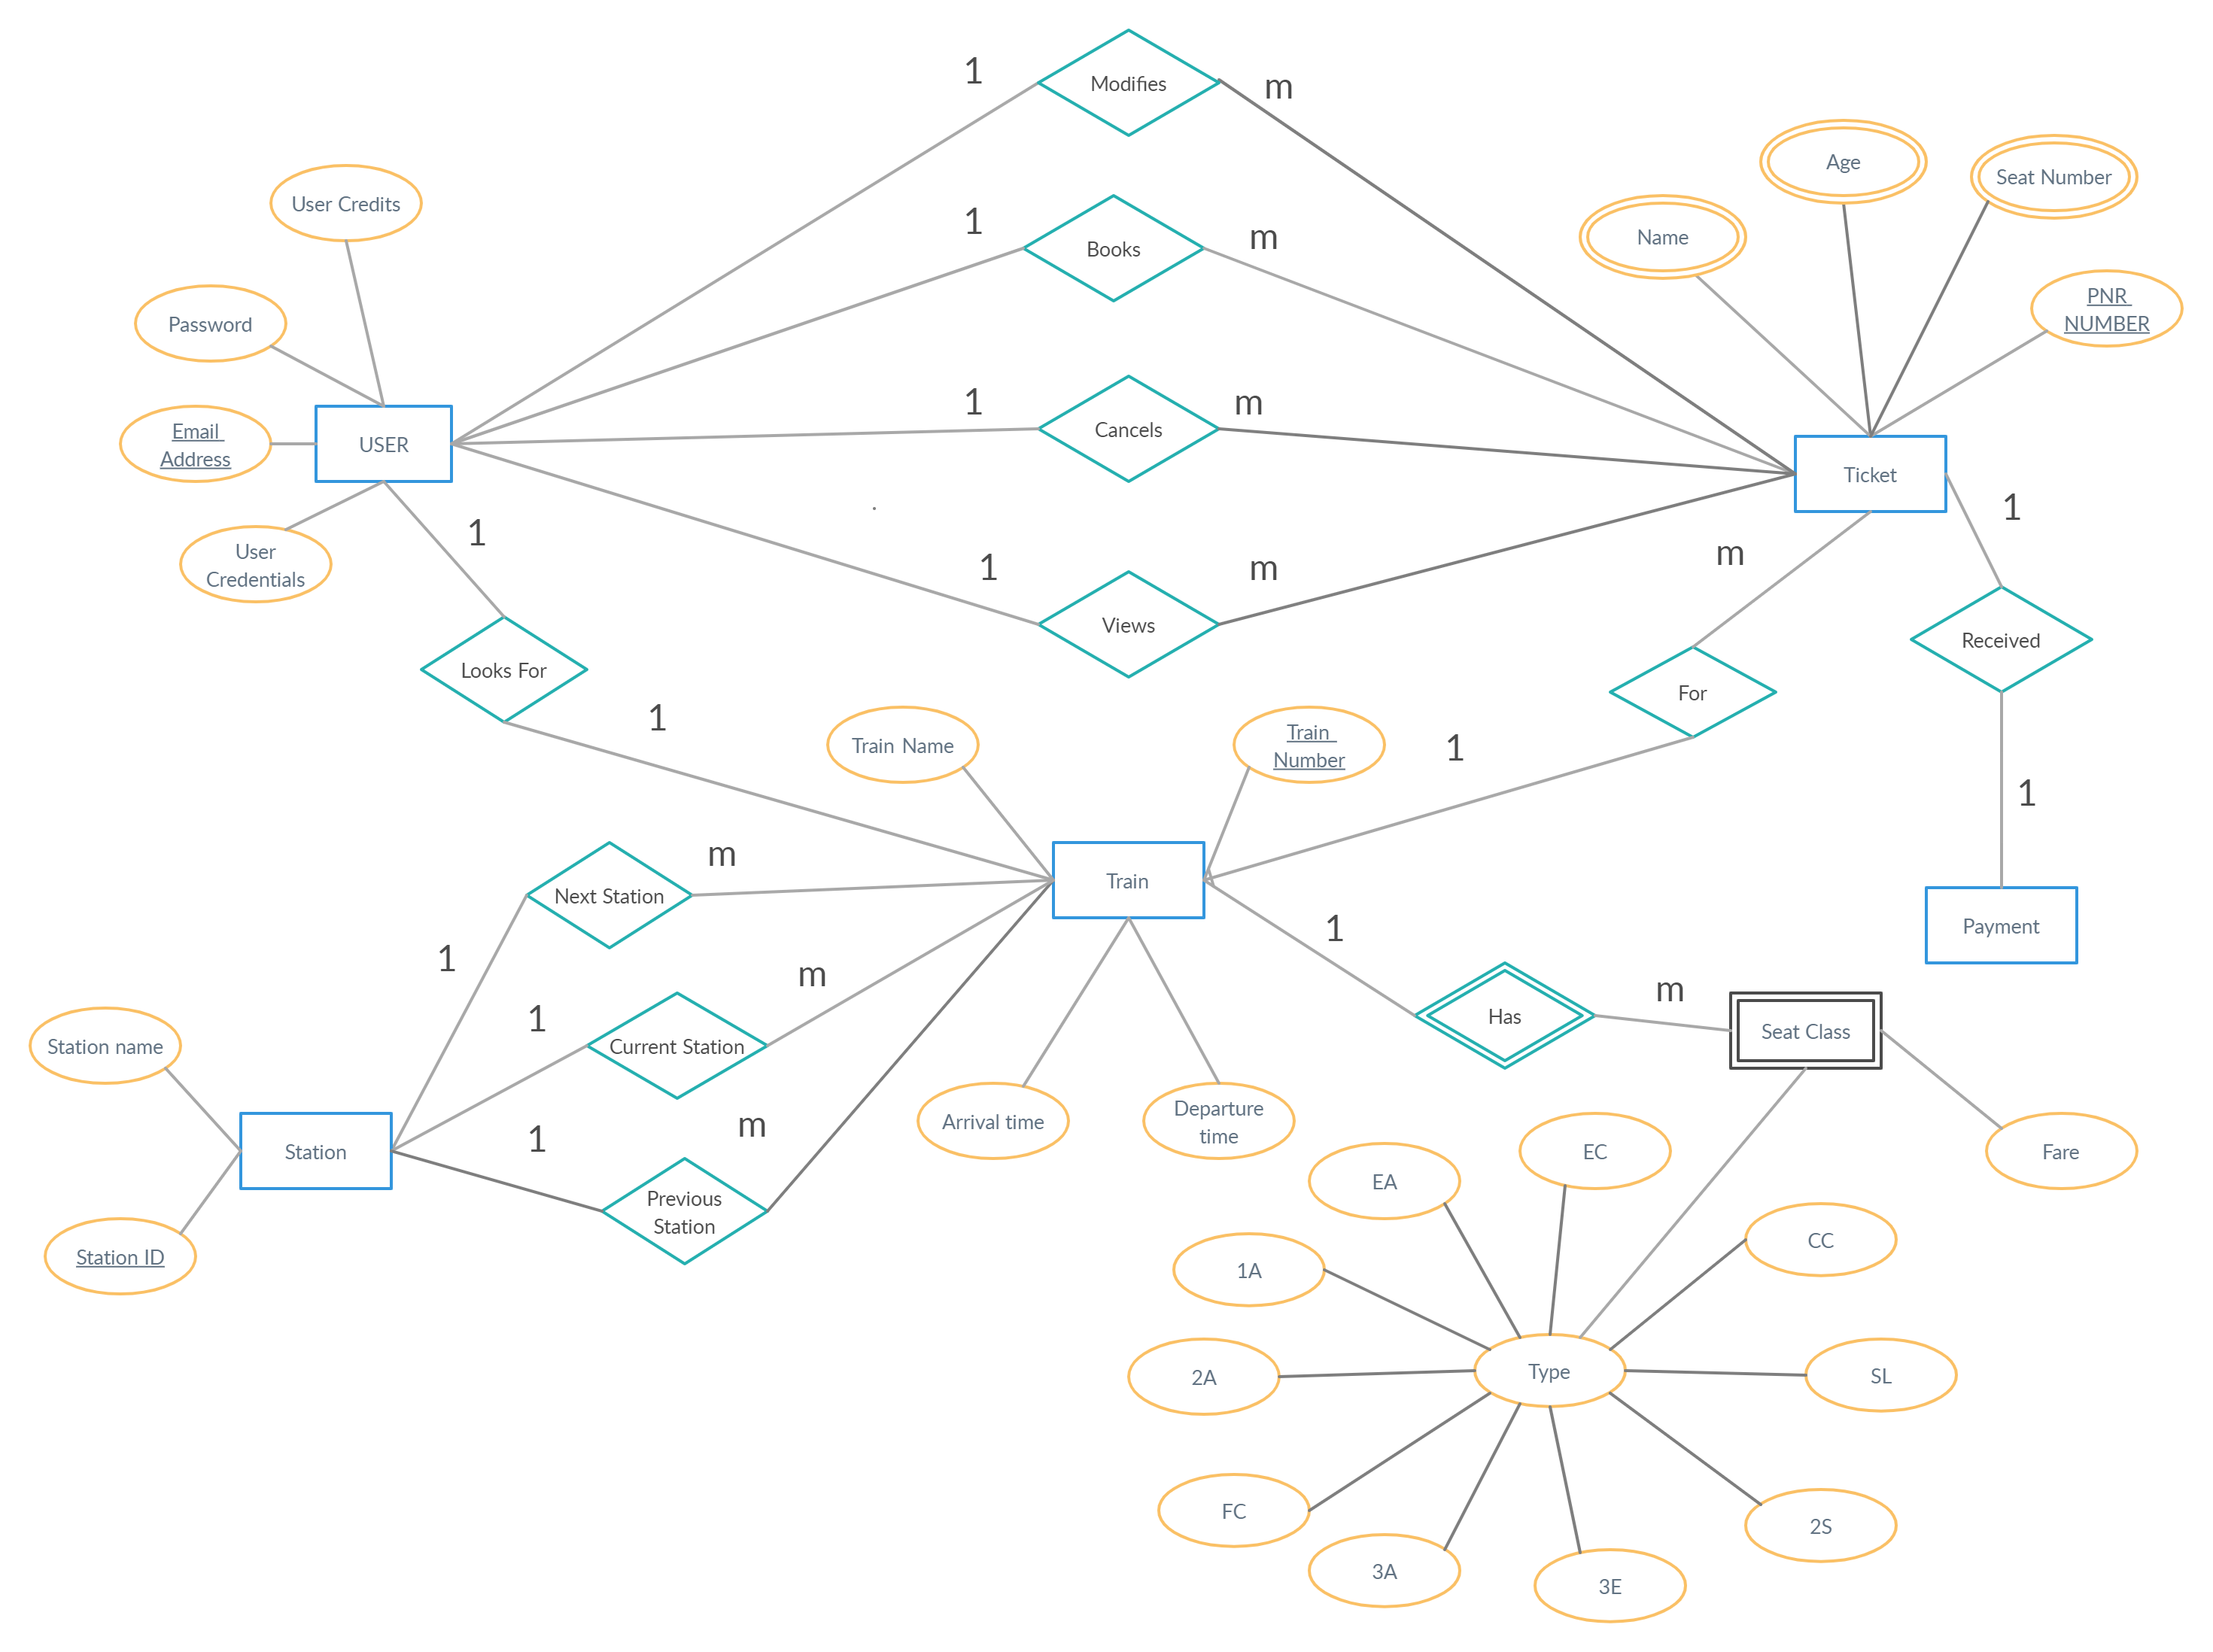 1
Modifies
m
Age
Seat Number
User Credits
1
Books
m
Name
PNR
NUMBER
Password
1
Cancels
m
Email
Address
USER
Ticket
1
1
User
Credentials
1
Views
m
m
Received
Looks For
For
1
Train Name
Train
Number
1
1
m
Next Station
Train
Payment
1
1
m
m
1
Has
Seat Class
Station name
Current Station
1
m
Arrival time
Departure
time
Station
EC
Fare
EA
Previous
Station
CC
Station ID
1A
2A
Type
SL
FC
2S
3A
3E